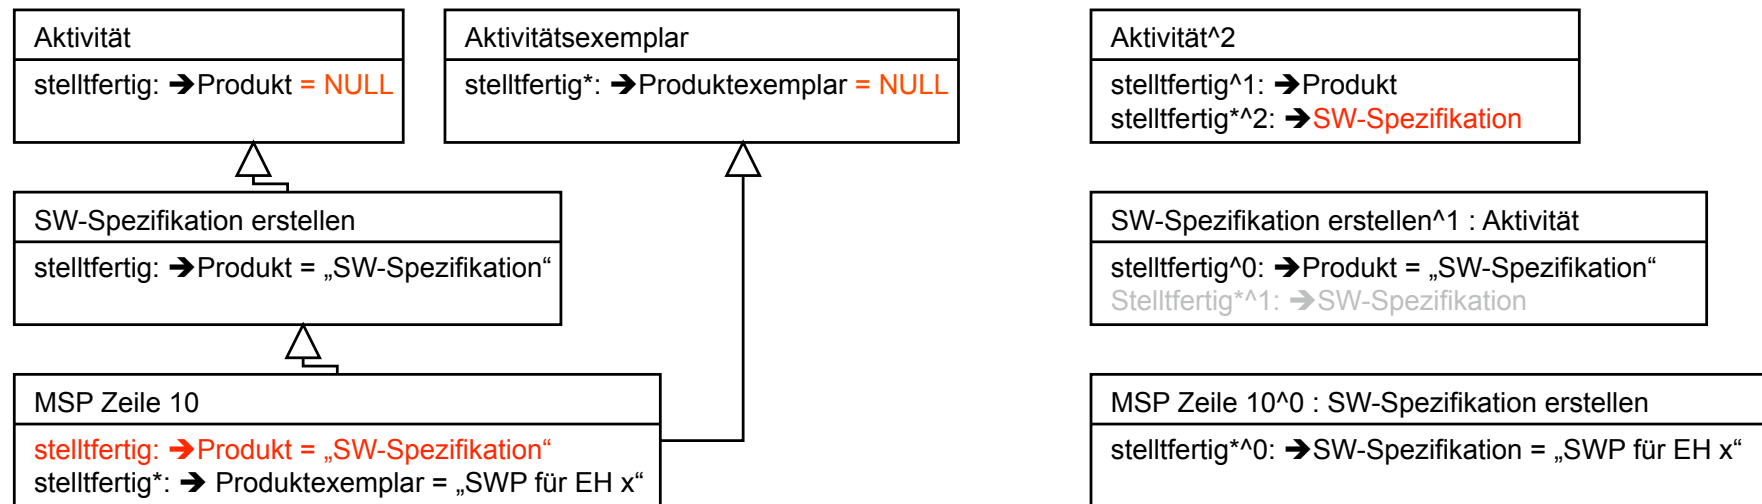 Aktivität
stelltfertig: ➔Produkt = NULL
Aktivitätsexemplar
stelltfertig*: ➔Produktexemplar = NULL
Aktivität^2
stelltfertig^1: ➔Produkt
stelltfertig*^2: ➔SW-Spezifikation
SW-Spezifikation erstellen
stelltfertig: ➔Produkt = „SW-Spezifikation“
SW-Spezifikation erstellen^1 : Aktivität
stelltfertig^0: ➔Produkt = „SW-Spezifikation“
Stelltfertig*^1: ➔SW-Spezifikation
MSP Zeile 10
stelltfertig: ➔Produkt = „SW-Spezifikation“
stelltfertig*: ➔ Produktexemplar = „SWP für EH x“
MSP Zeile 10^0 : SW-Spezifikation erstellen
stelltfertig*^0: ➔SW-Spezifikation = „SWP für EH x“